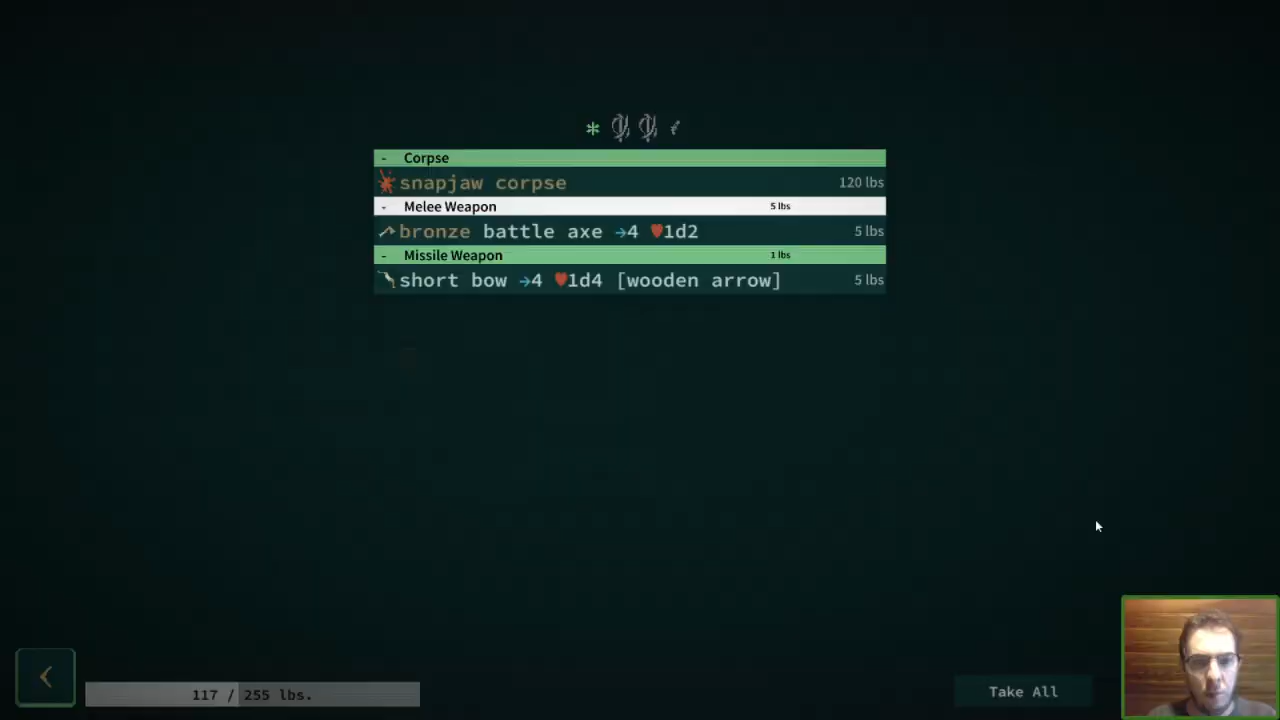 - Corpse
snapjaw corpse 120 lbs
- Melee Weapon 5 lbs
bronze battle axe →4 ♥1d2 5 lbs
- Missile Weapon 1 lbs
short bow →4 ♥1d4 [wooden arrow] 5 lbs
117 / 255 lbs.
Take All